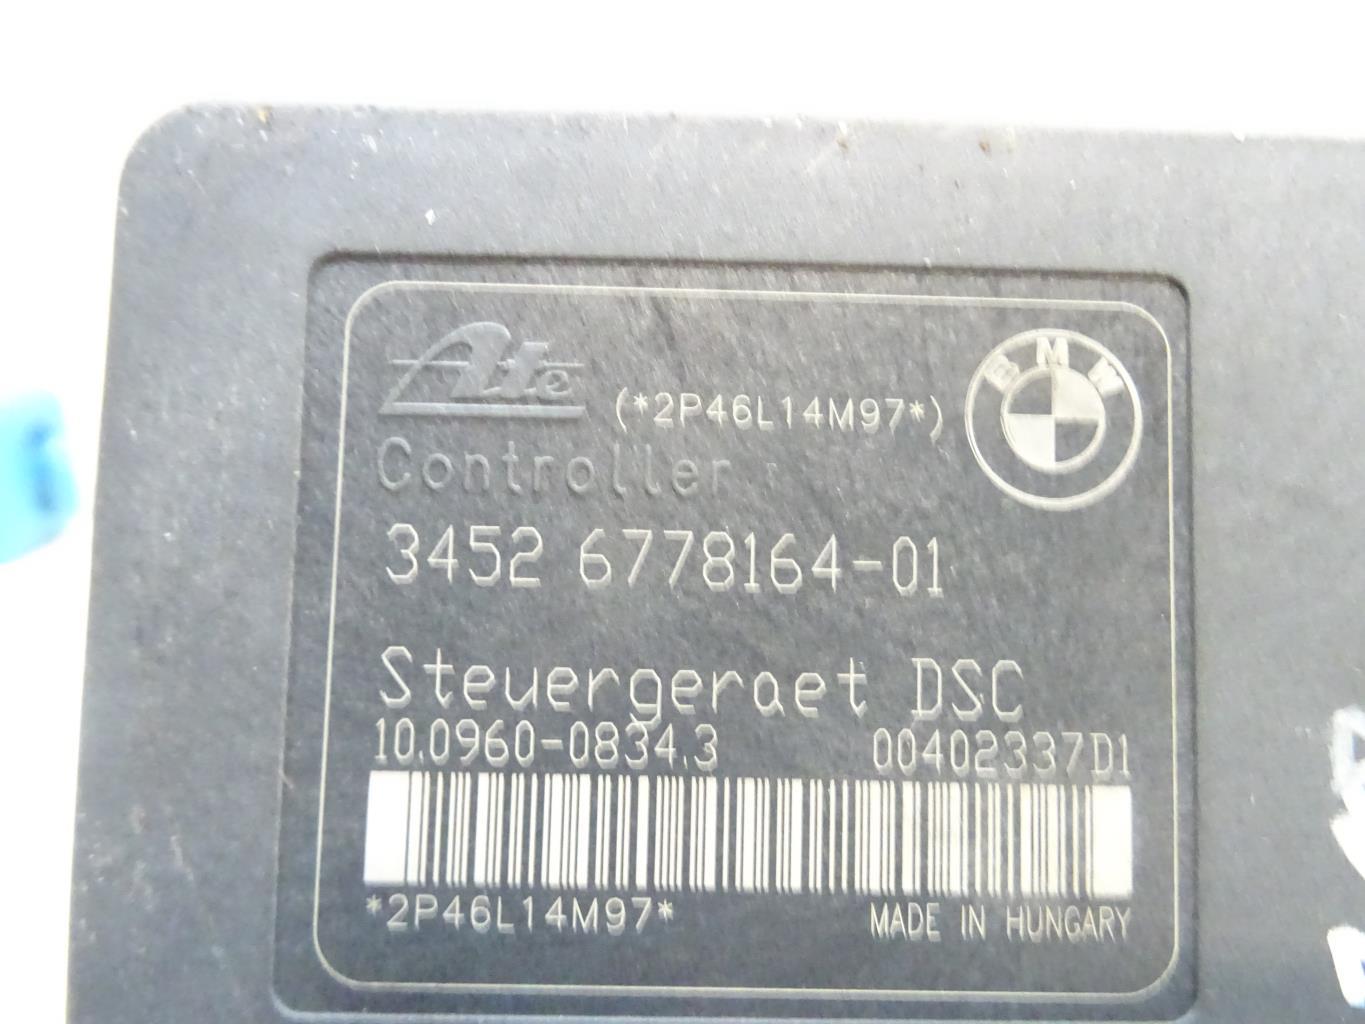 Ate (*2P46L14M97*) BMW
Controller
3452 6778164-01
Steuergeraet DSC
10.0960-0834.3 00402337D1
*2P46L14M97* MADE IN HUNGARY